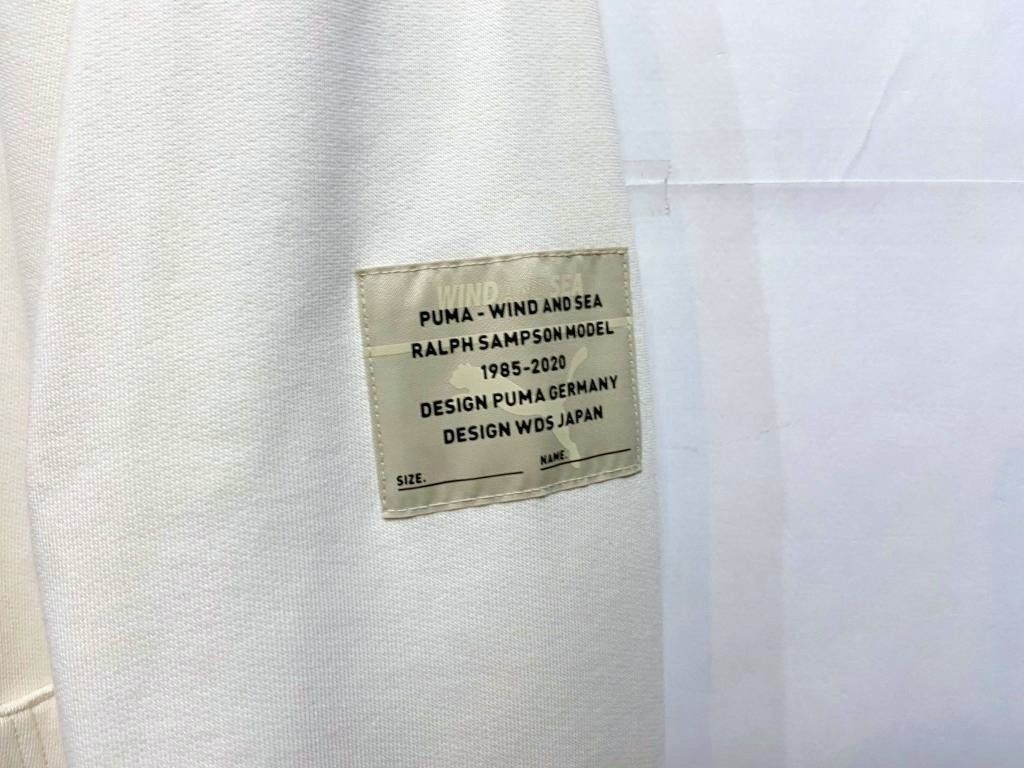 WIND AND SEA
PUMA - WIND AND SEA
RALPH SAMPSON MODEL
1985-2020
DESIGN PUMA GERMANY
DESIGN WDS JAPAN
SIZE. NAME.